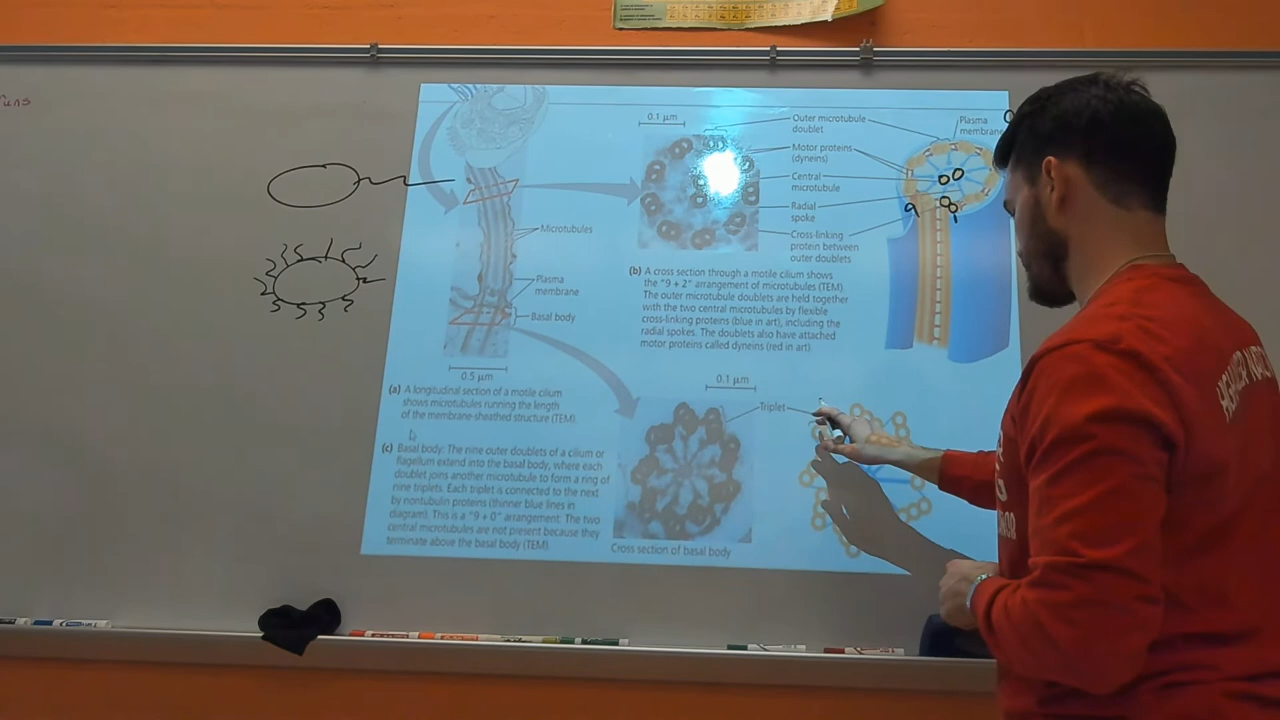 runs
0.1 µm
Outer microtubule
doublet
Motor proteins
(dyneins)
Central
microtubule
Radial
spoke
Cross-linking
protein between
outer doublets
Plasma
membrane
Microtubules
Plasma
membrane
Basal body
(b) A cross section through a motile cilium shows
the "9 + 2" arrangement of microtubules (TEM).
The outer microtubule doublets are held together
with the two central microtubules by flexible
cross-linking proteins (blue in art), including the
radial spokes. The doublets also have attached
motor proteins called dyneins (red in art).
0.5 µm
(a) A longitudinal section of a motile cilium
shows microtubules running the length
of the membrane-sheathed structure (TEM).
0.1 µm
Triplet
(c) Basal body: The nine outer doublets of a cilium or
flagellum extend into the basal body, where each
doublet joins another microtubule to form a ring of
nine triplets. Each triplet is connected to the next
by nontubulin proteins (thinner blue lines in
diagram). This is a "9 + 0" arrangement: The two
central microtubules are not present because they
terminate above the basal body (TEM).
Cross section of basal body